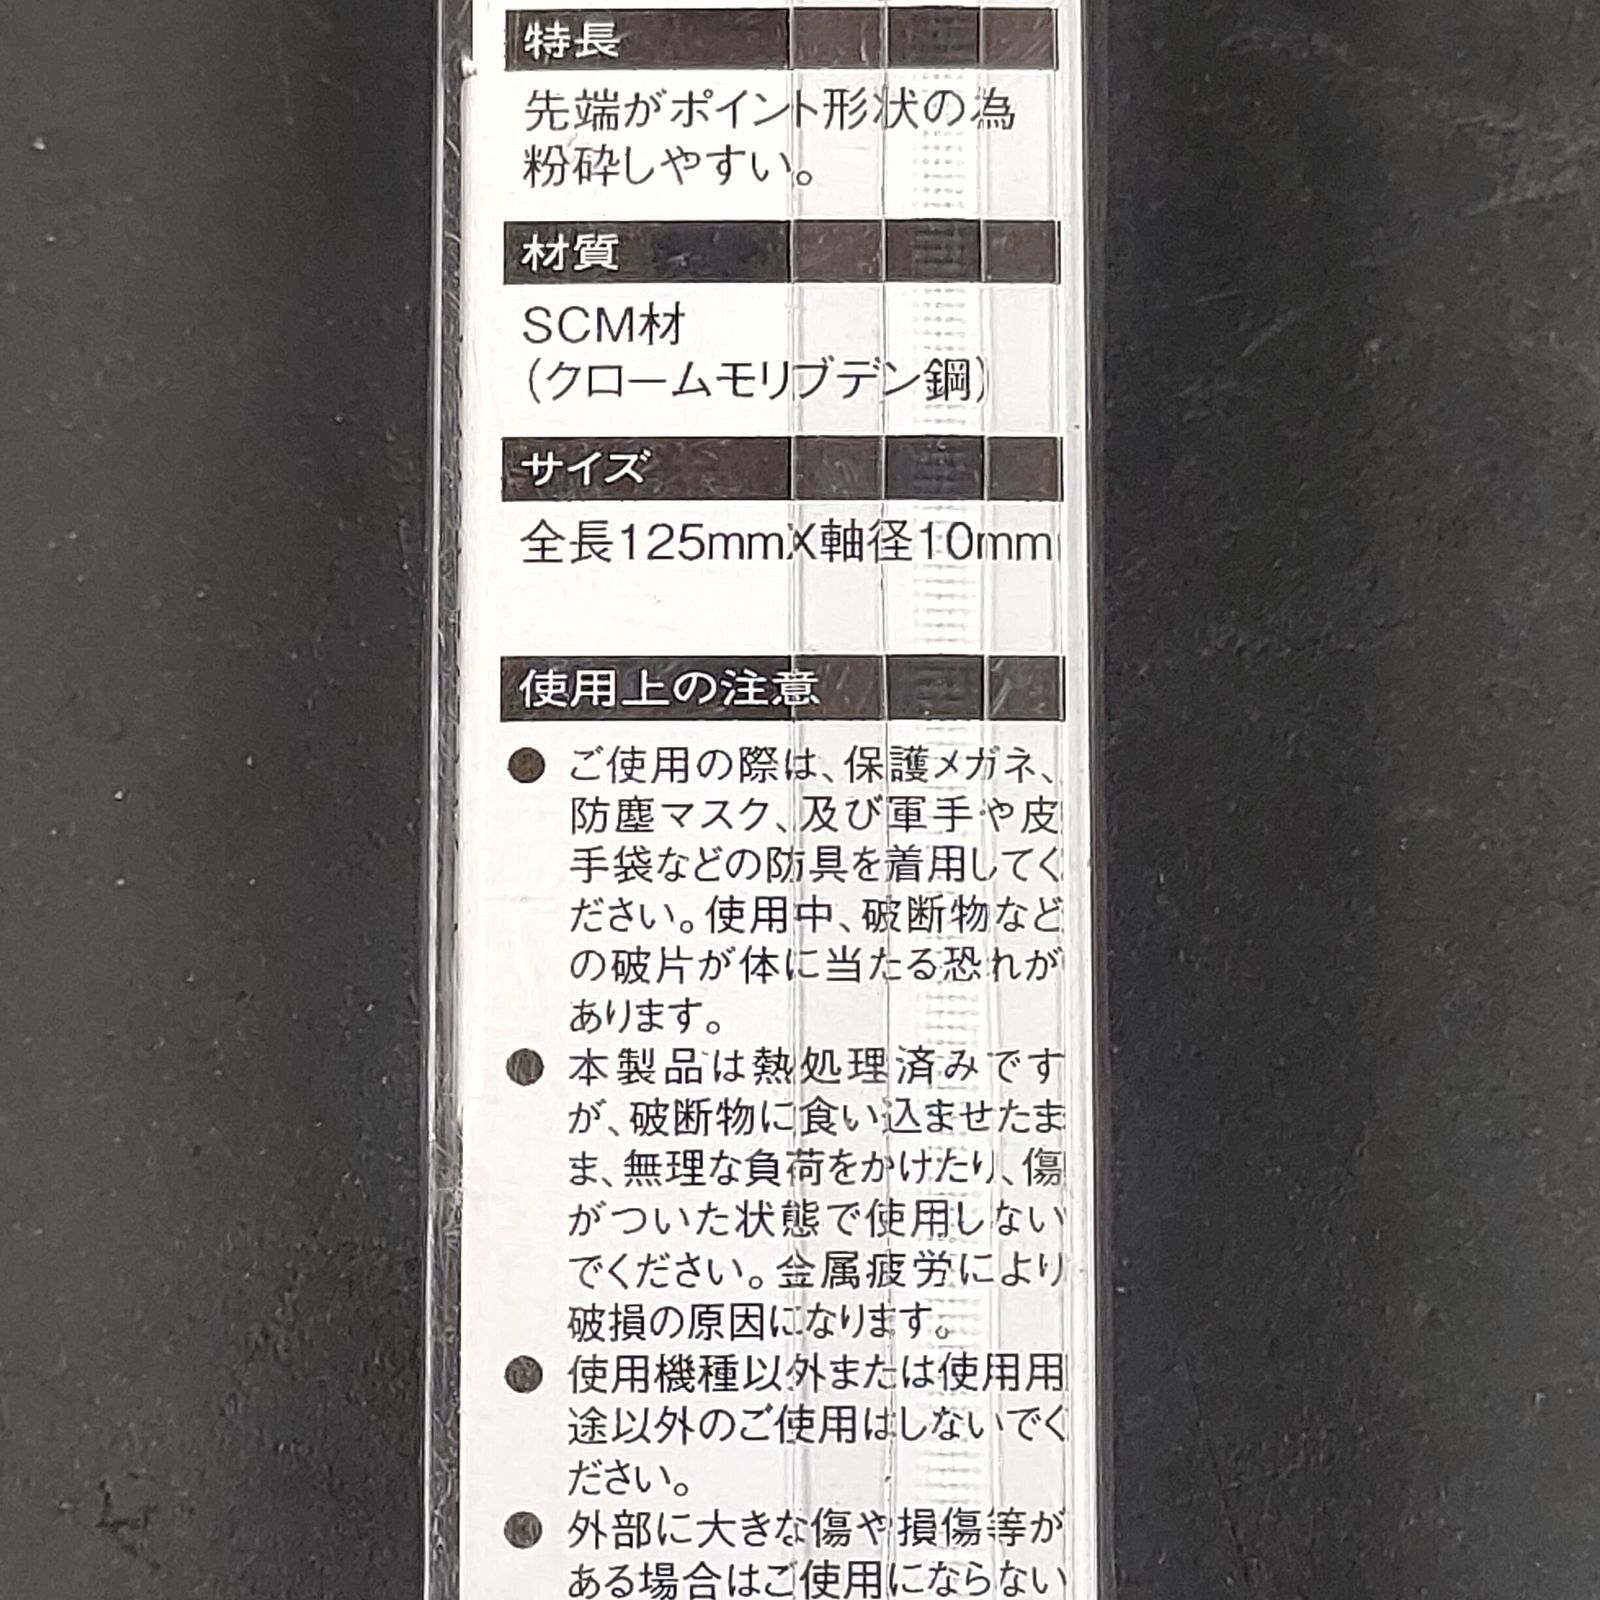 特長
先端がポイント形状の為
粉砕しやすい。
材質
SCM材
(クロームモリブデン鋼)
サイズ
全長125mmX軸径10mm
使用上の注意
● ご使用の際は、保護メガネ、
防塵マスク、及び軍手や皮
手袋などの防具を着用してく
ださい。使用中、破断物など
の破片が体に当たる恐れが
あります。
● 本製品は熱処理済みです
が、破断物に食い込ませたま
ま、無理な負荷をかけたり、傷
がついた状態で使用しない
でください。金属疲労により
破損の原因になります。
● 使用機種以外または使用用
途以外のご使用はしないでく
ださい。
● 外部に大きな傷や損傷等が
ある場合はご使用にならない